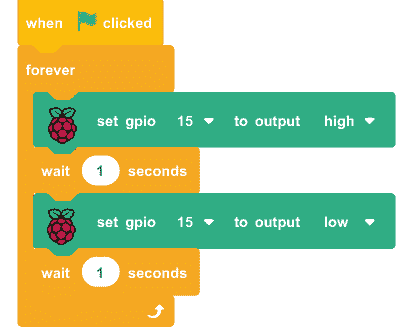 when clicked
forever
set gpio 15 to output high
wait 1 seconds
set gpio 15 to output low
wait 1 seconds